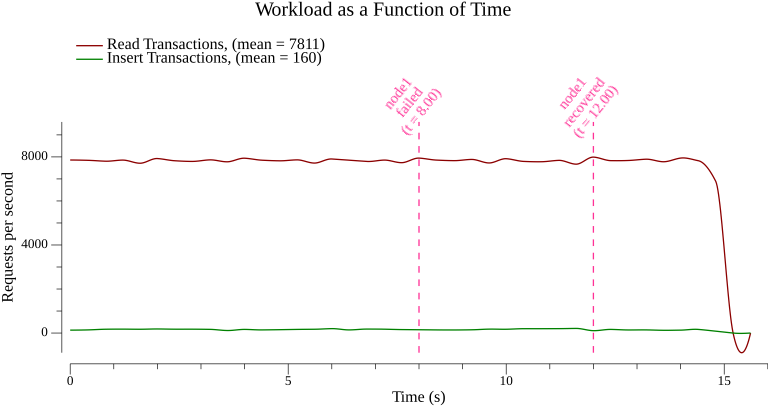 Workload as a Function of Time
Read Transactions, (mean = 7811)
Insert Transactions, (mean = 160)
node1
failed
(t = 8.00)
node1
recovered
(t = 12.00)
Requests per second
8000
4000
0
0
5
10
15
Time (s)